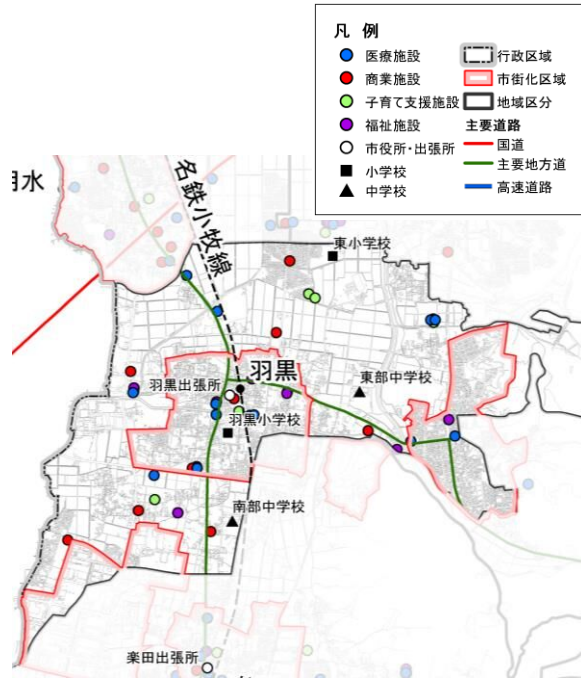 凡 例
医療施設
商業施設
子育て支援施設
福祉施設
市役所・出張所
小学校
中学校
行政区域
市街化区域
地域区分
主要道路
国道
主要地方道
高速道路
用水
名鉄小牧線
東小学校
羽黒
羽黒出張所
東部中学校
羽黒小学校
南部中学校
楽田出張所